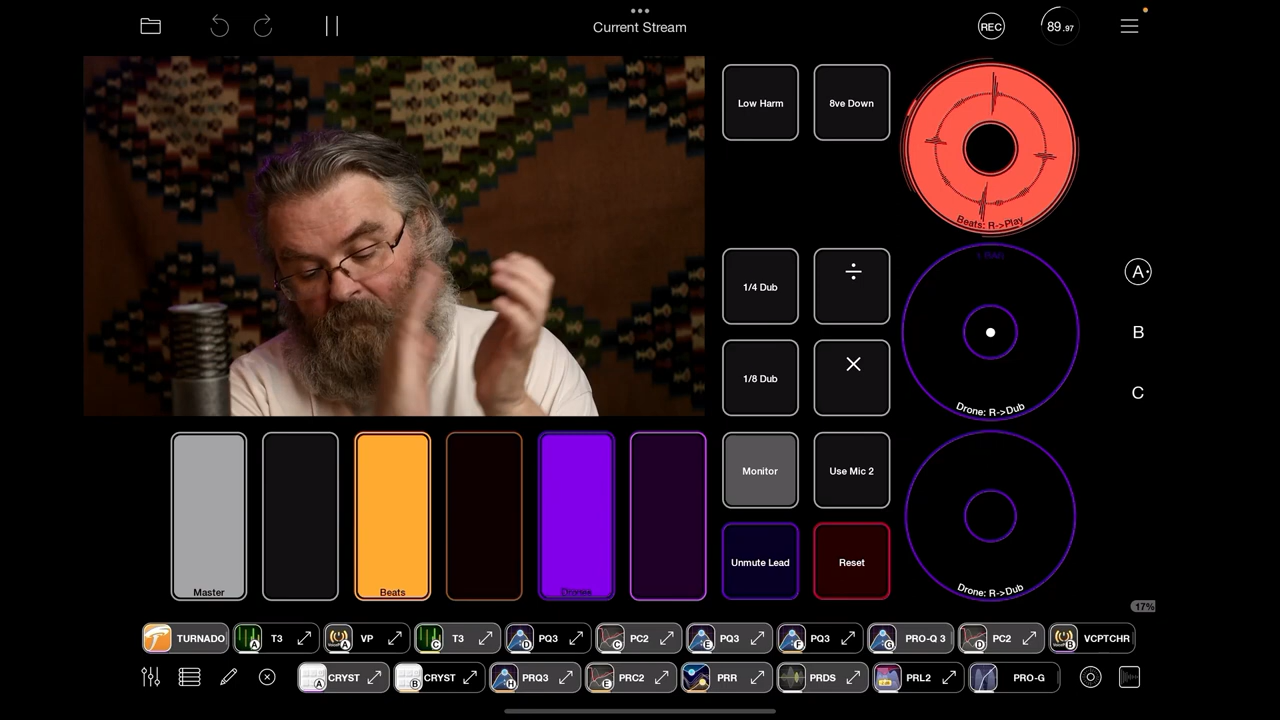 Current Stream
REC
89.97
Low Harm
8ve Down
Beats: R->Play
1/4 Dub
÷
A
Drone: R->Dub
B
1/8 Dub
×
C
Monitor
Use Mic 2
Unmute Lead
Reset
Drone: R->Dub
Master
Beats
Drones
17%
TURNADO
A T3
A VP
C T3
D PQ3
C PC2
E PQ3
F PQ3
G PRO-Q 3
D PC2
B VCPTCHR
A CRYST
B CRYST
H PRQ3
E PRC2
PRR
PRDS
PRL2
PRO-G